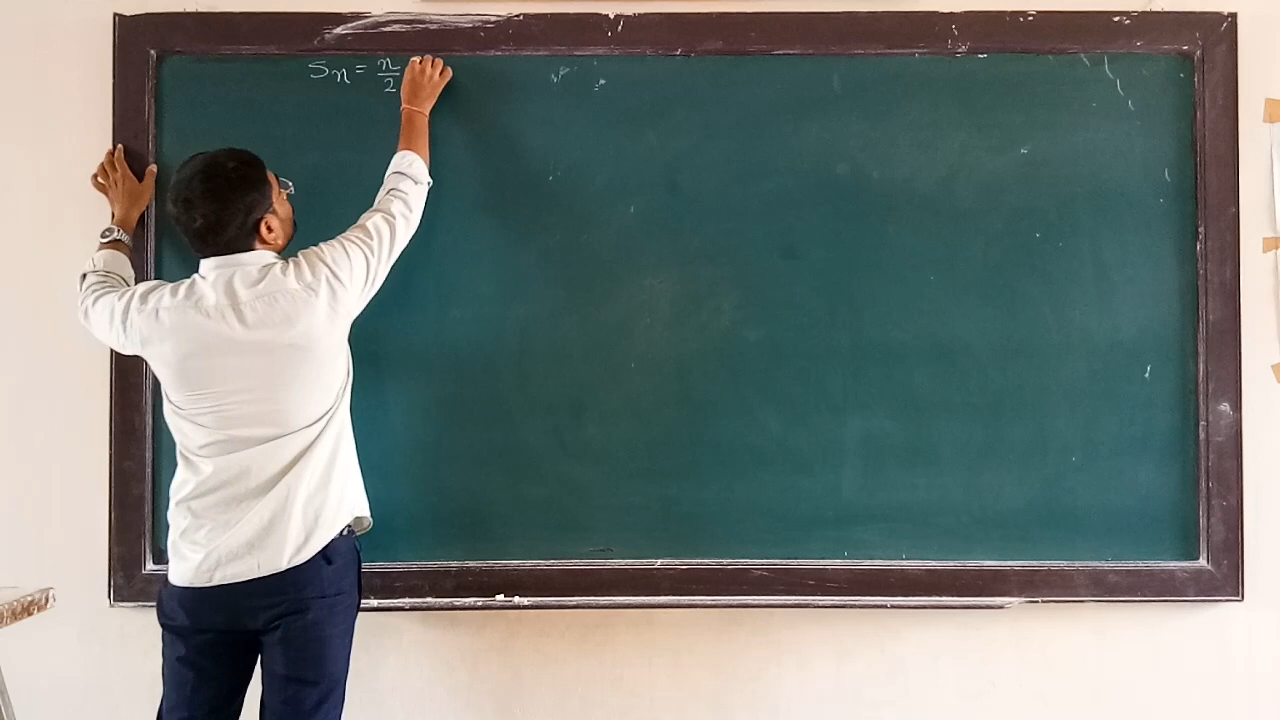 Sn = n/2